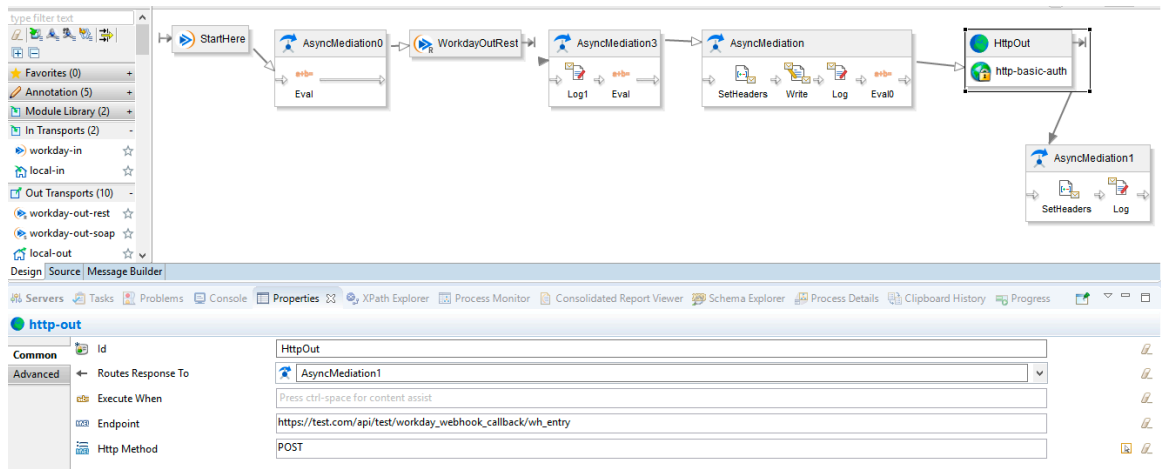 type filter text
Favorites (0) +
Annotation (5) +
Module Library (2) +
In Transports (2) -
workday-in
local-in
Out Transports (10) -
workday-out-rest
workday-out-soap
local-out
StartHere
AsyncMediation0
e+b=
Eval
WorkdayOutRest
R
AsyncMediation3
e+b=
Log1 Eval
AsyncMediation
e+b=
SetHeaders Write Log Eval0
HttpOut
http-basic-auth
AsyncMediation1
SetHeaders Log
Design Source Message Builder
Servers Tasks Problems Console Properties XPath Explorer Process Monitor Consolidated Report Viewer Schema Explorer Process Details Clipboard History Progress
http-out
Common
Advanced
Id HttpOut
Routes Response To AsyncMediation1
Execute When Press ctrl-space for content assist
Endpoint https://test.com/api/test/workday_webhook_callback/wh_entry
Http Method POST